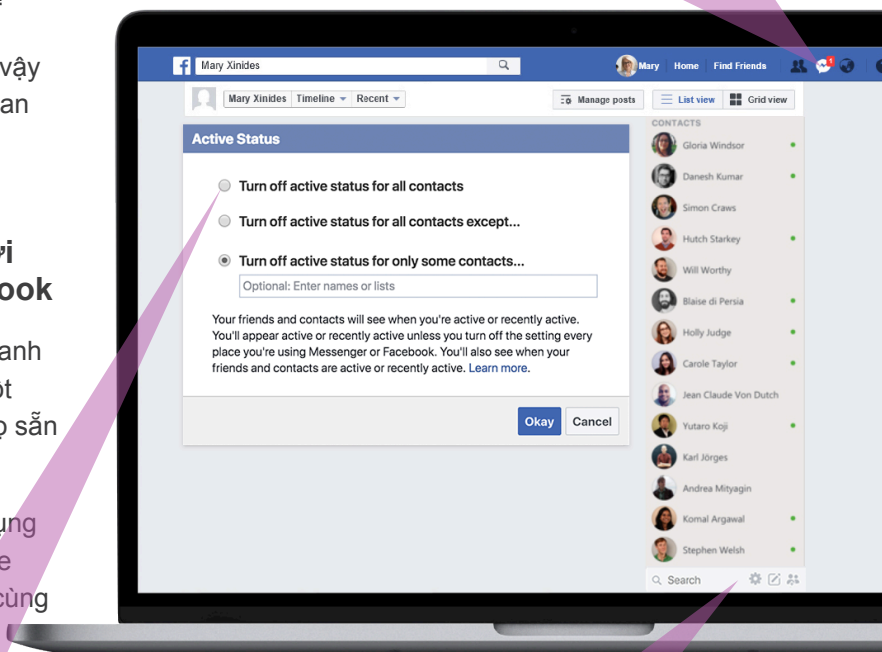 vậy
ook
anh
sẵn
cùng
f
Mary Xinides
Mary
Home
Find Friends
1
Mary Xinides
Timeline
Recent
Manage posts
List view
Grid view
Active Status
Turn off active status for all contacts
Turn off active status for all contacts except...
Turn off active status for only some contacts...
Optional: Enter names or lists
Your friends and contacts will see when you're active or recently active.
You'll appear active or recently active unless you turn off the setting every
place you're using Messenger or Facebook. You'll also see when your
friends and contacts are active or recently active. Learn more.
Okay
Cancel
CONTACTS
Gloria Windsor
Danesh Kumar
Simon Craws
Hutch Starkey
Will Worthy
Blaise di Persia
Holly Judge
Carole Taylor
Jean Claude Von Dutch
Yutaro Koji
Karl Jörges
Andrea Mityagin
Komal Argawal
Stephen Welsh
Search